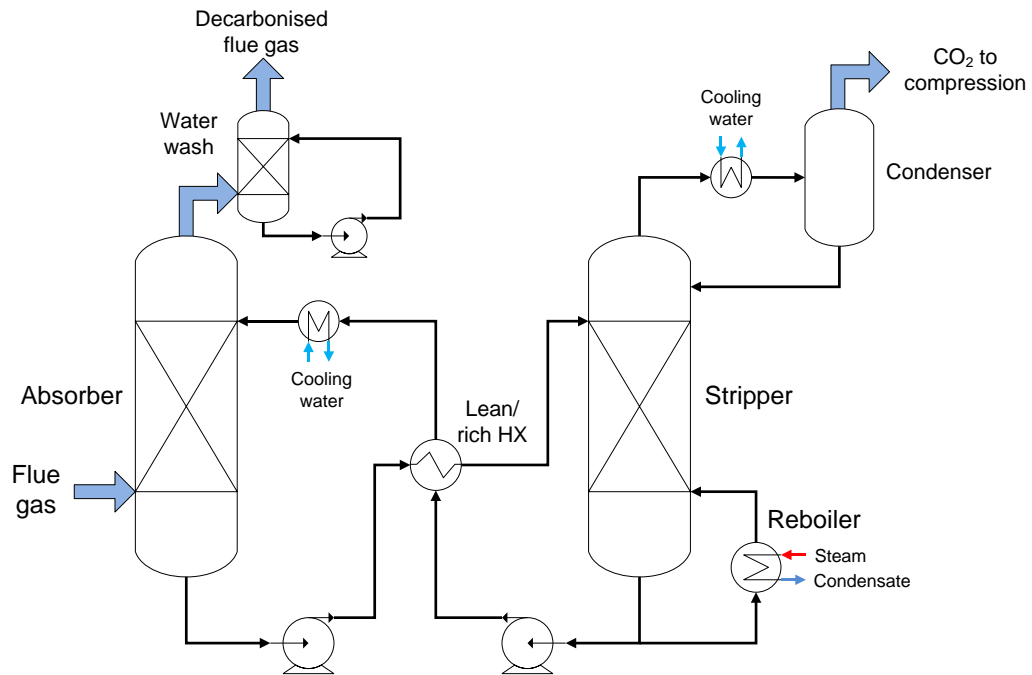 Decarbonised
flue gas
Water
wash
CO₂ to
compression
Cooling
water
Condenser
Absorber
Cooling
water
Lean/
rich HX
Stripper
Flue
gas
Reboiler
Steam
Condensate